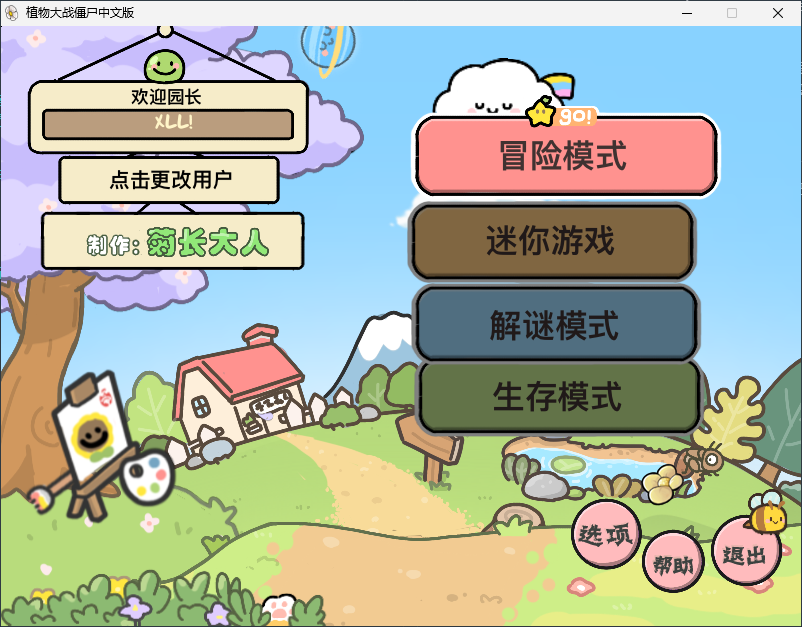 植物大战僵尸中文版
欢迎园长
XLL!
点击更改用户
制作: 菊长大人
go!
冒险模式
迷你游戏
解谜模式
生存模式
选项
帮助
退出